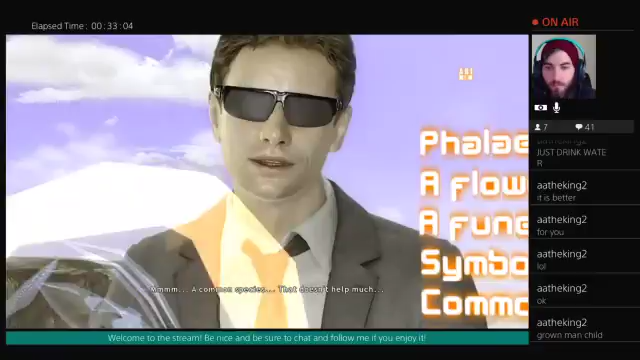 Elapsed Time : 00:33:04
ON AIR
7
41
JUST DRINK WATE
R
aatheking2
it is better
aatheking2
for you
aatheking2
lol
aatheking2
ok
aatheking2
grown man child
Phalae
A flow
A fune
Symbo
Commo
Ammm... A common species... That doesn't help much...
Welcome to the stream! Be nice and be sure to chat and follow me if you enjoy it!